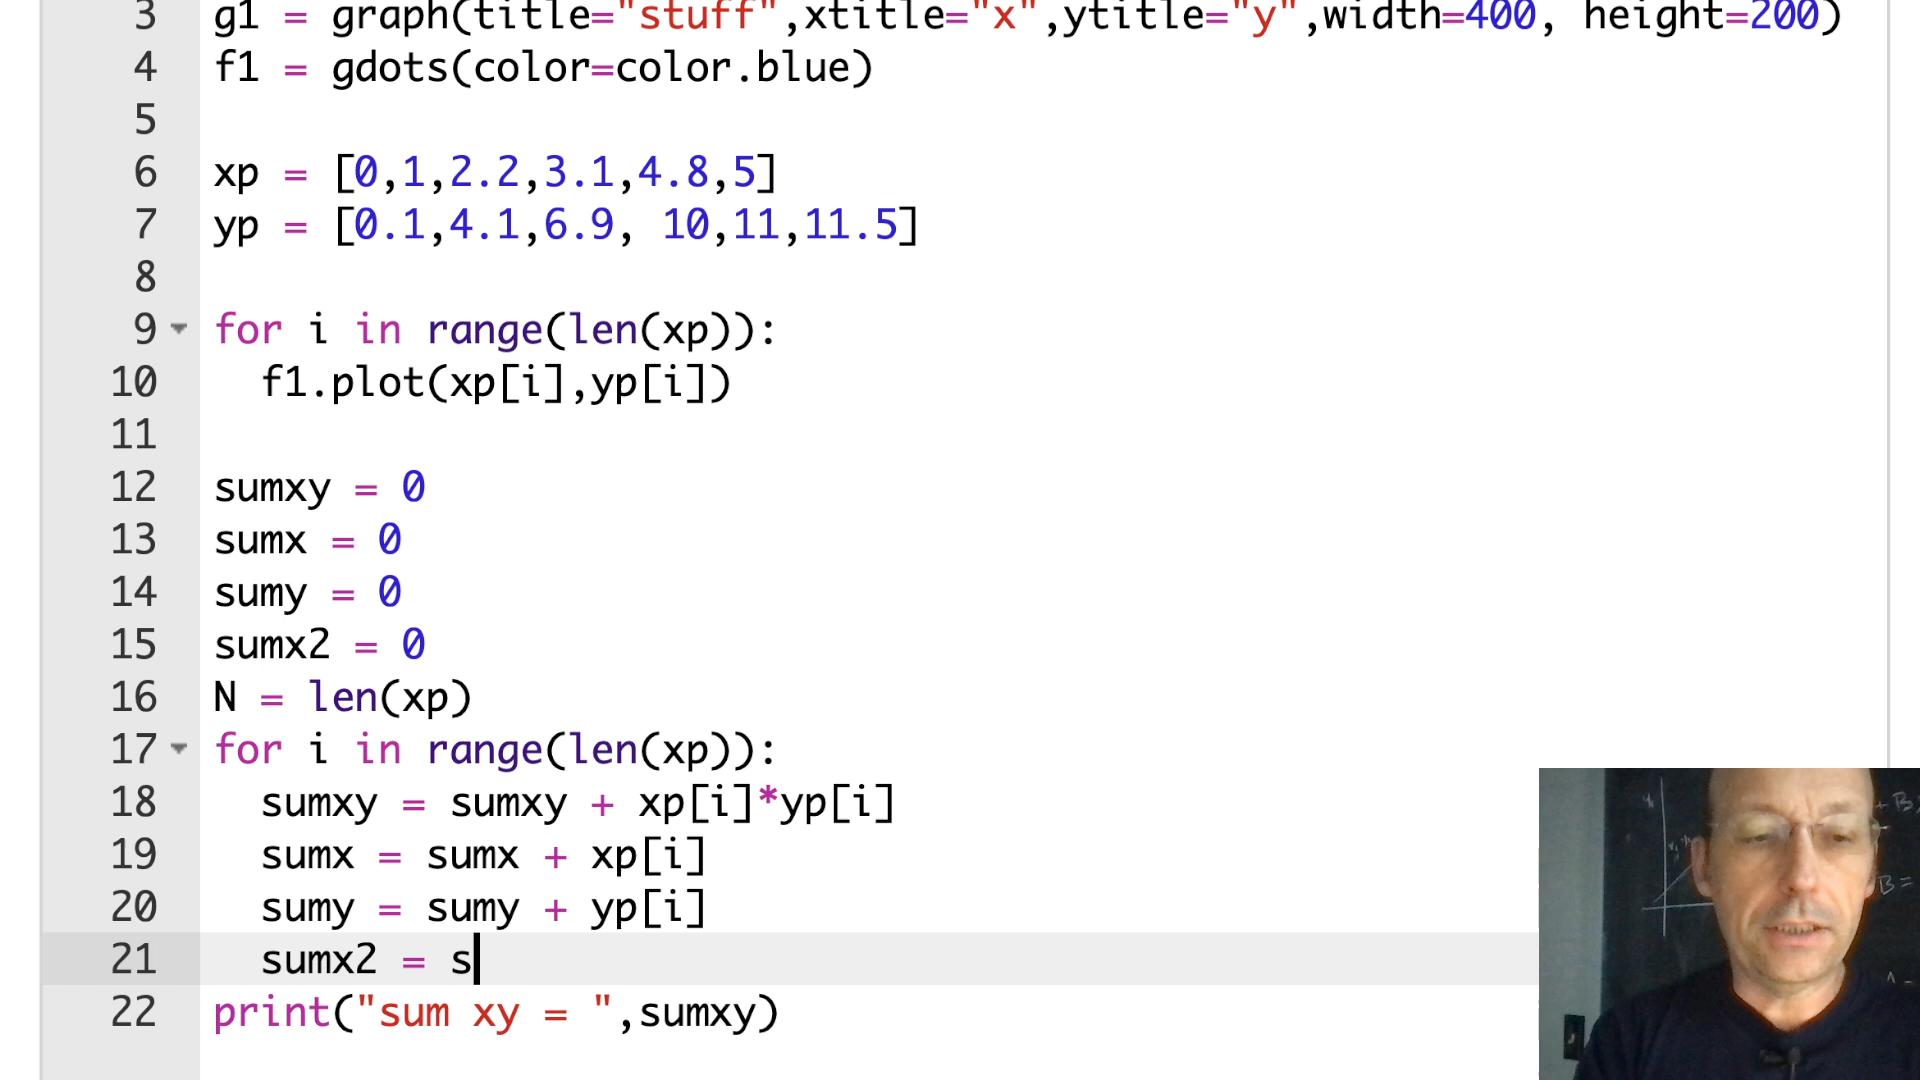 3 g1 = graph(title="stuff",xtitle="x",ytitle="y",width=400, height=200)
4 f1 = gdots(color=color.blue)
5
6 xp = [0,1,2.2,3.1,4.8,5]
7 yp = [0.1,4.1,6.9, 10,11,11.5]
8
9 for i in range(len(xp)):
10 f1.plot(xp[i],yp[i])
11
12 sumxy = 0
13 sumx = 0
14 sumy = 0
15 sumx2 = 0
16 N = len(xp)
17 for i in range(len(xp)):
18 sumxy = sumxy + xp[i]*yp[i]
19 sumx = sumx + xp[i]
20 sumy = sumy + yp[i]
21 sumx2 = s
22 print("sum xy = ",sumxy)
+ B
B =